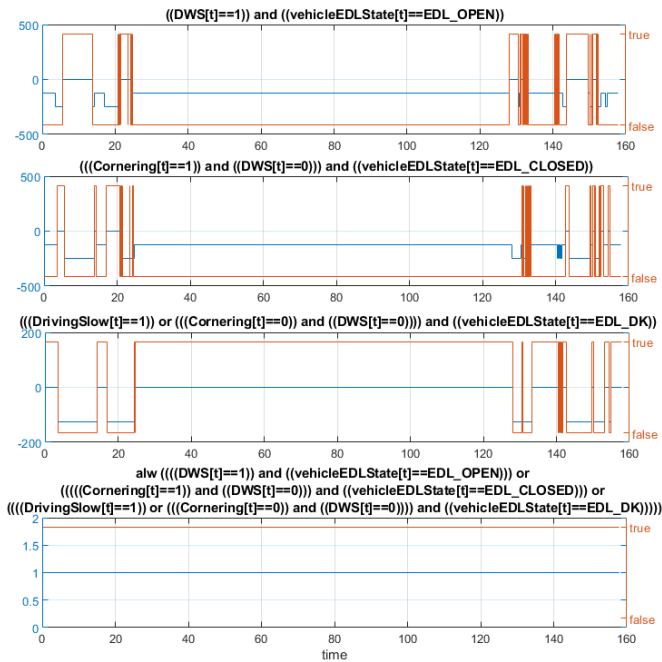 ((DWS[t]==1)) and ((vehicleEDLState[t]==EDL_OPEN))
500
true
0
false
-500
0 20 40 60 80 100 120 140 160
(((Cornering[t]==1)) and ((DWS[t]==0))) and ((vehicleEDLState[t]==EDL_CLOSED))
500
true
0
false
-500
0 20 40 60 80 100 120 140 160
(((DrivingSlow[t]==1)) or (((Cornering[t]==0)) and ((DWS[t]==0)))) and ((vehicleEDLState[t]==EDL_DK))
200
true
0
false
-200
0 20 40 60 80 100 120 140 160
alw ((((DWS[t]==1)) and ((vehicleEDLState[t]==EDL_OPEN))) or
(((((Cornering[t]==1)) and ((DWS[t]==0))) and ((vehicleEDLState[t]==EDL_CLOSED))) or
((((DrivingSlow[t]==1)) or (((Cornering[t]==0)) and ((DWS[t]==0)))) and ((vehicleEDLState[t]==EDL_DK)))))
2
true
1.5
1
0.5
false
0
0 20 40 60 80 100 120 140 160
time